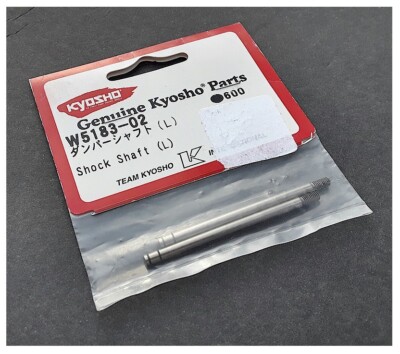 KYOSHO
Genuine Kyosho® Parts
W5183-02
●600
ダンパーシャフト (L)
Shock Shaft (L)
TEAM KYOSHO
K IN